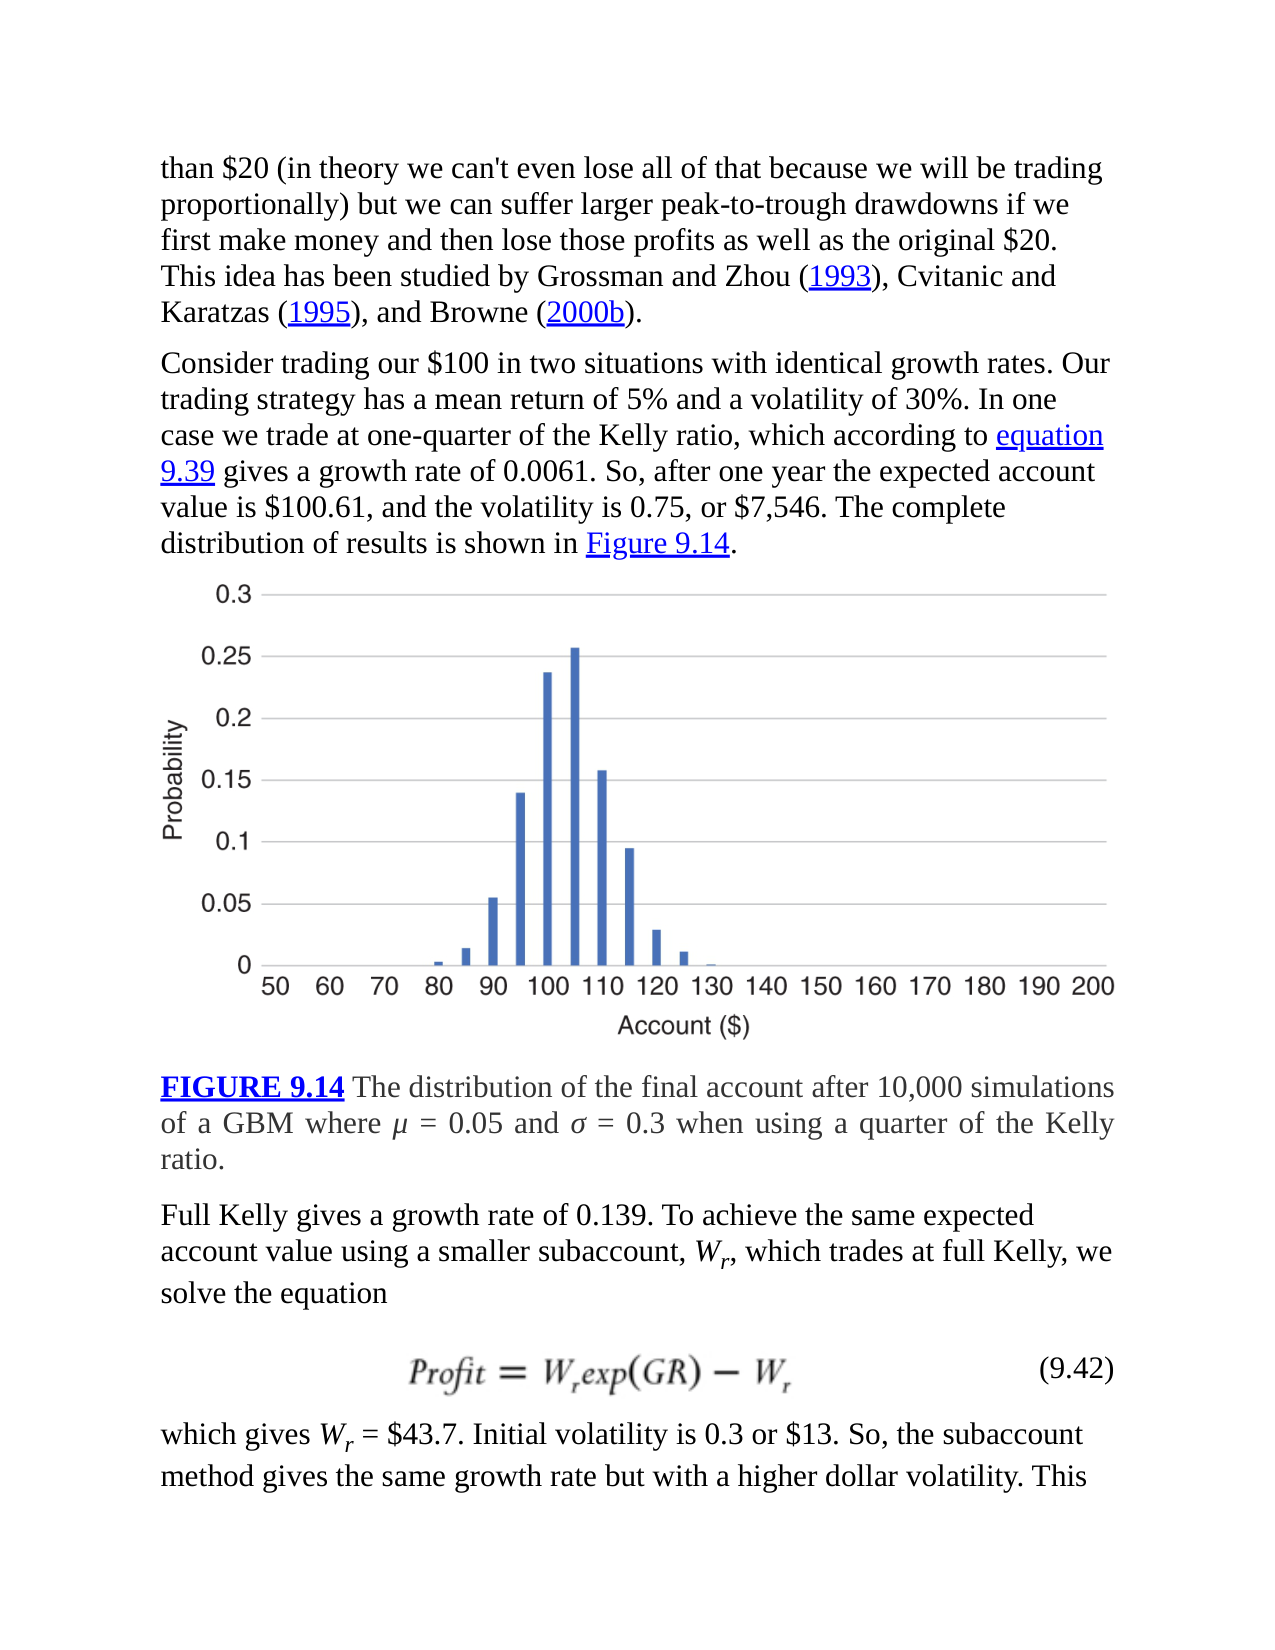 than $20 (in theory we can't even lose all of that because we will be trading
proportionally) but we can suffer larger peak-to-trough drawdowns if we
first make money and then lose those profits as well as the original $20.
This idea has been studied by Grossman and Zhou (1993), Cvitanic and
Karatzas (1995), and Browne (2000b).
Consider trading our $100 in two situations with identical growth rates. Our
trading strategy has a mean return of 5% and a volatility of 30%. In one
case we trade at one-quarter of the Kelly ratio, which according to equation
9.39 gives a growth rate of 0.0061. So, after one year the expected account
value is $100.61, and the volatility is 0.75, or $7,546. The complete
distribution of results is shown in Figure 9.14.
0.3
0.25
0.2
0.15
0.1
0.05
0
Probability
50 60 70 80 90 100 110 120 130 140 150 160 170 180 190 200
Account ($)
FIGURE 9.14 The distribution of the final account after 10,000 simulations
of a GBM where μ = 0.05 and σ = 0.3 when using a quarter of the Kelly
ratio.
Full Kelly gives a growth rate of 0.139. To achieve the same expected
account value using a smaller subaccount, Wr, which trades at full Kelly, we
solve the equation
Profit = Wrexp(GR) − Wr (9.42)
which gives Wr = $43.7. Initial volatility is 0.3 or $13. So, the subaccount
method gives the same growth rate but with a higher dollar volatility. This